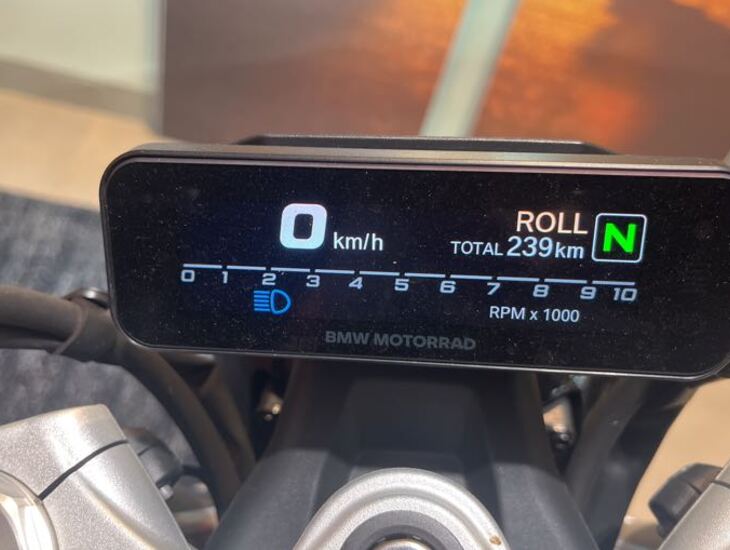 0 km/h
ROLL N
TOTAL 239km
0 1 2 3 4 5 6 7 8 9 10
RPM x 1000
BMW MOTORRAD